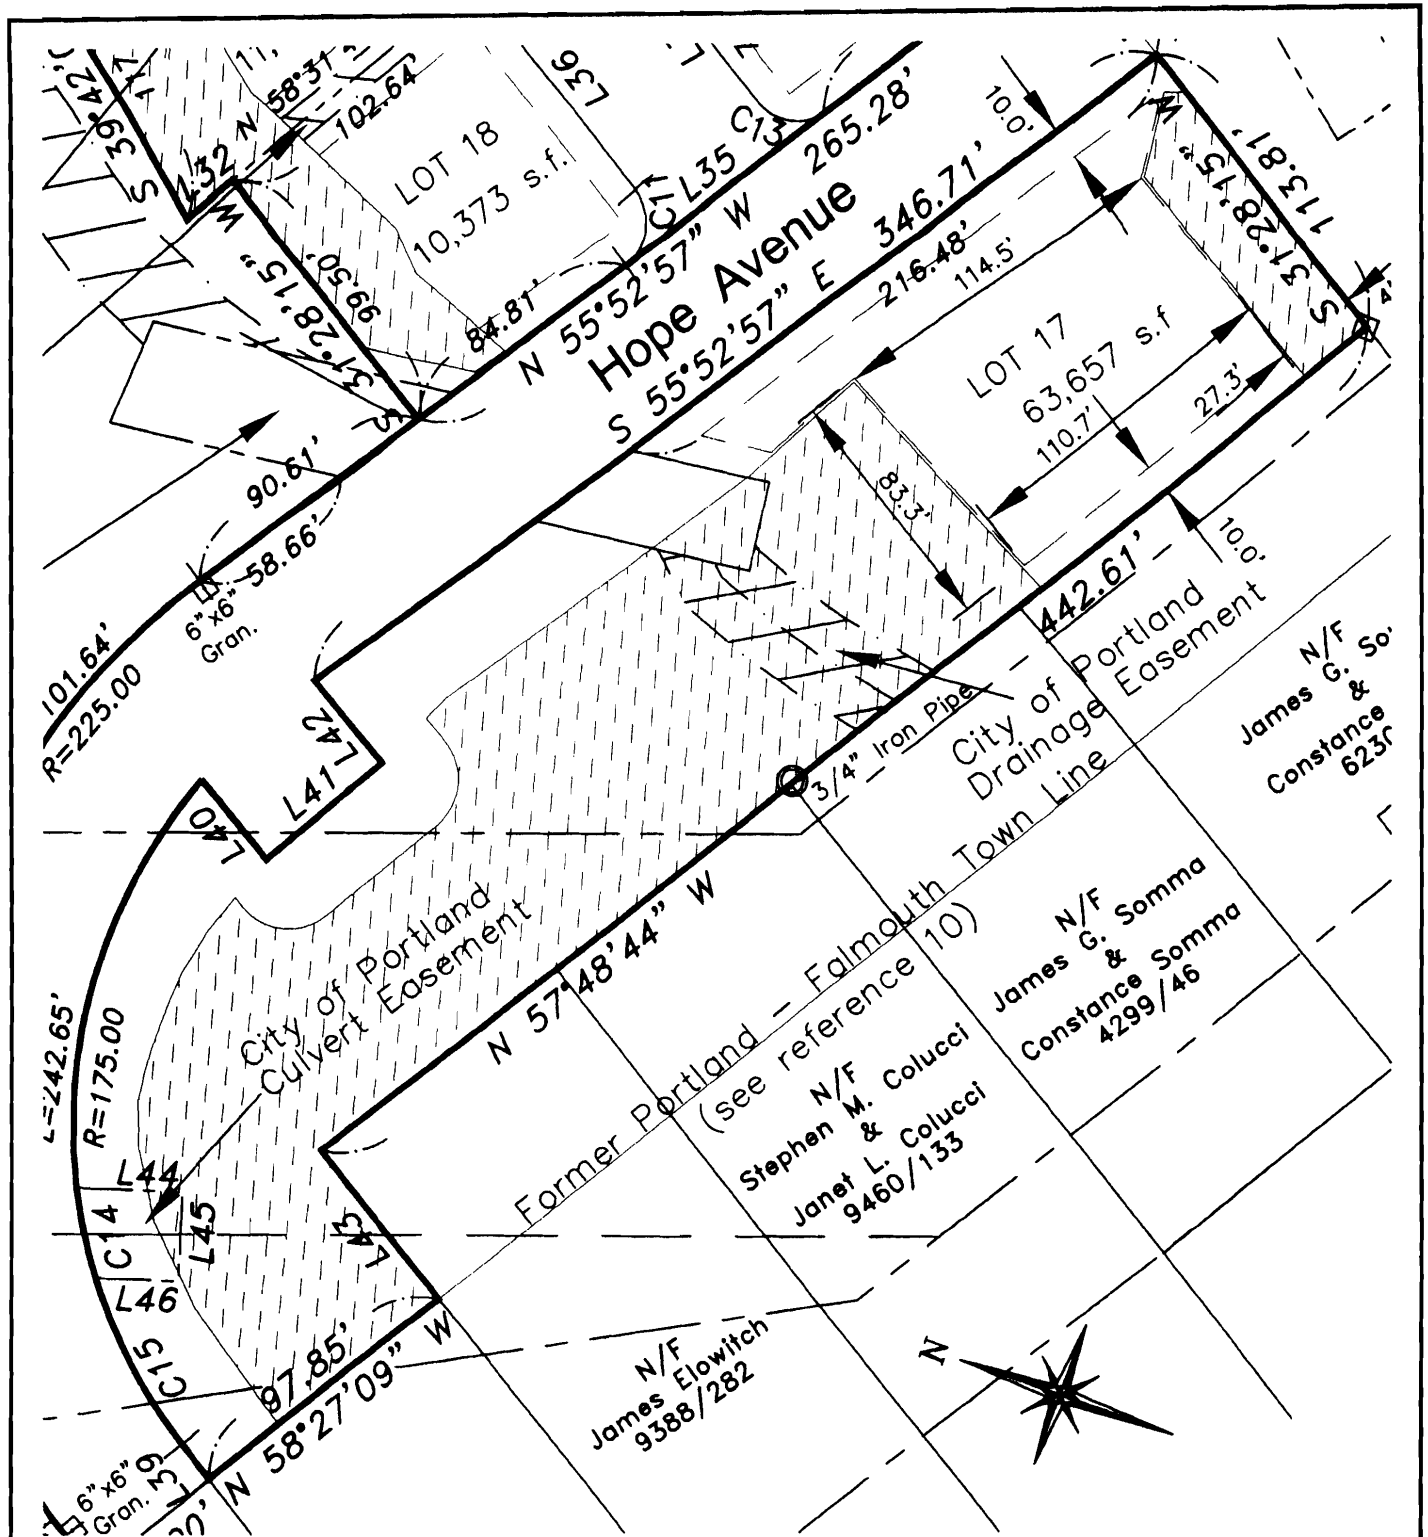 S 39°42'
L32
N 58°31'
102.64'
L36
LOT 18
10,373 s.f.
C11
L35
C13
265.28'
10.0'
S 31°28'15" W
99.50'
84.81'
N 55°52'57" W
Hope Avenue
S 55°52'57" E
346.71'
216.48'
114.5'
S 31°28'15" W
113.81'
LOT 17
63,657 s.f
110.7'
27.3'
83.3'
10.0'
90.61'
58.66'
6"x6"
Gran.
101.64'
R=225.00
L42
L41
L40
442.61'
3/4" Iron Pipe
City of Portland
Drainage Easement
N/F
James G. So
&
Constance
623
Former Portland - Falmouth Town Line
(see reference 10)
N 57°48'44" W
City of Portland
Culvert Easement
N/F
James G. Somma
&
Constance Somma
4299/46
N/F
Stephen M. Colucci
&
Janet L. Colucci
9460/133
L=242.65'
R=175.00
L44
C14
L45
L46
L43
C15
97.85'
N 58°27'09" W
N/F
James Elowitch
9388/282
N
L39
6"x6"
Gran.